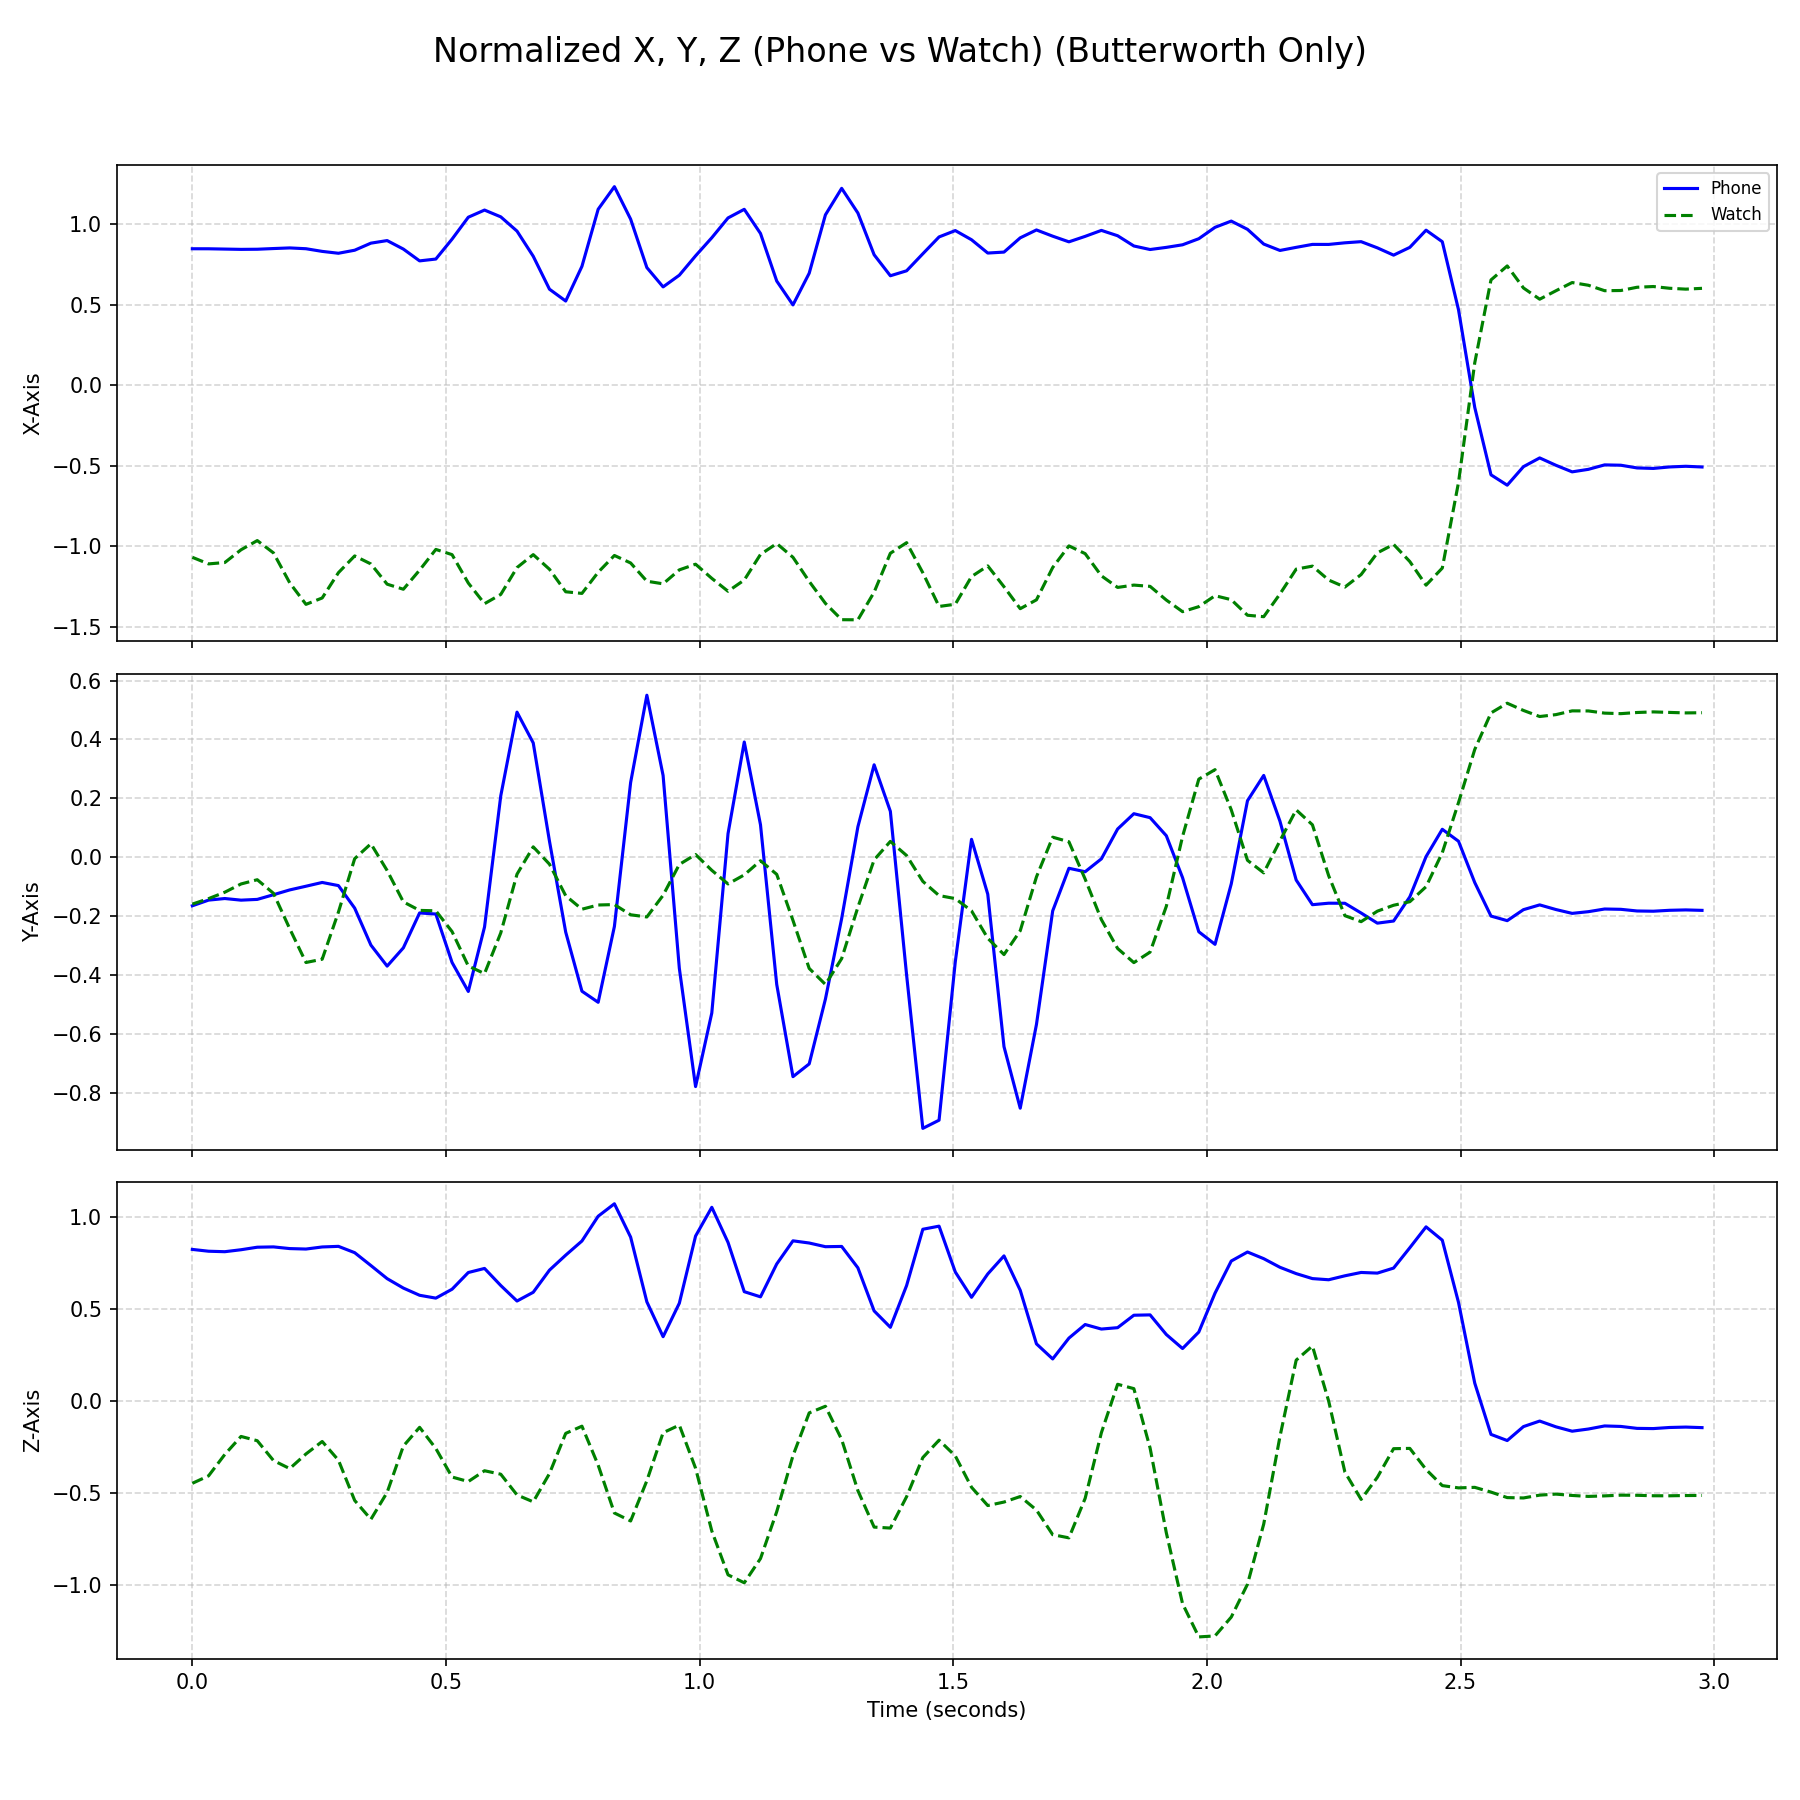 Normalized X, Y, Z (Phone vs Watch) (Butterworth Only)
Phone
Watch
1.0
0.5
0.0
−0.5
−1.0
−1.5
X-Axis
0.6
0.4
0.2
0.0
−0.2
−0.4
−0.6
−0.8
Y-Axis
1.0
0.5
0.0
−0.5
−1.0
Z-Axis
0.0 0.5 1.0 1.5 2.0 2.5 3.0
Time (seconds)